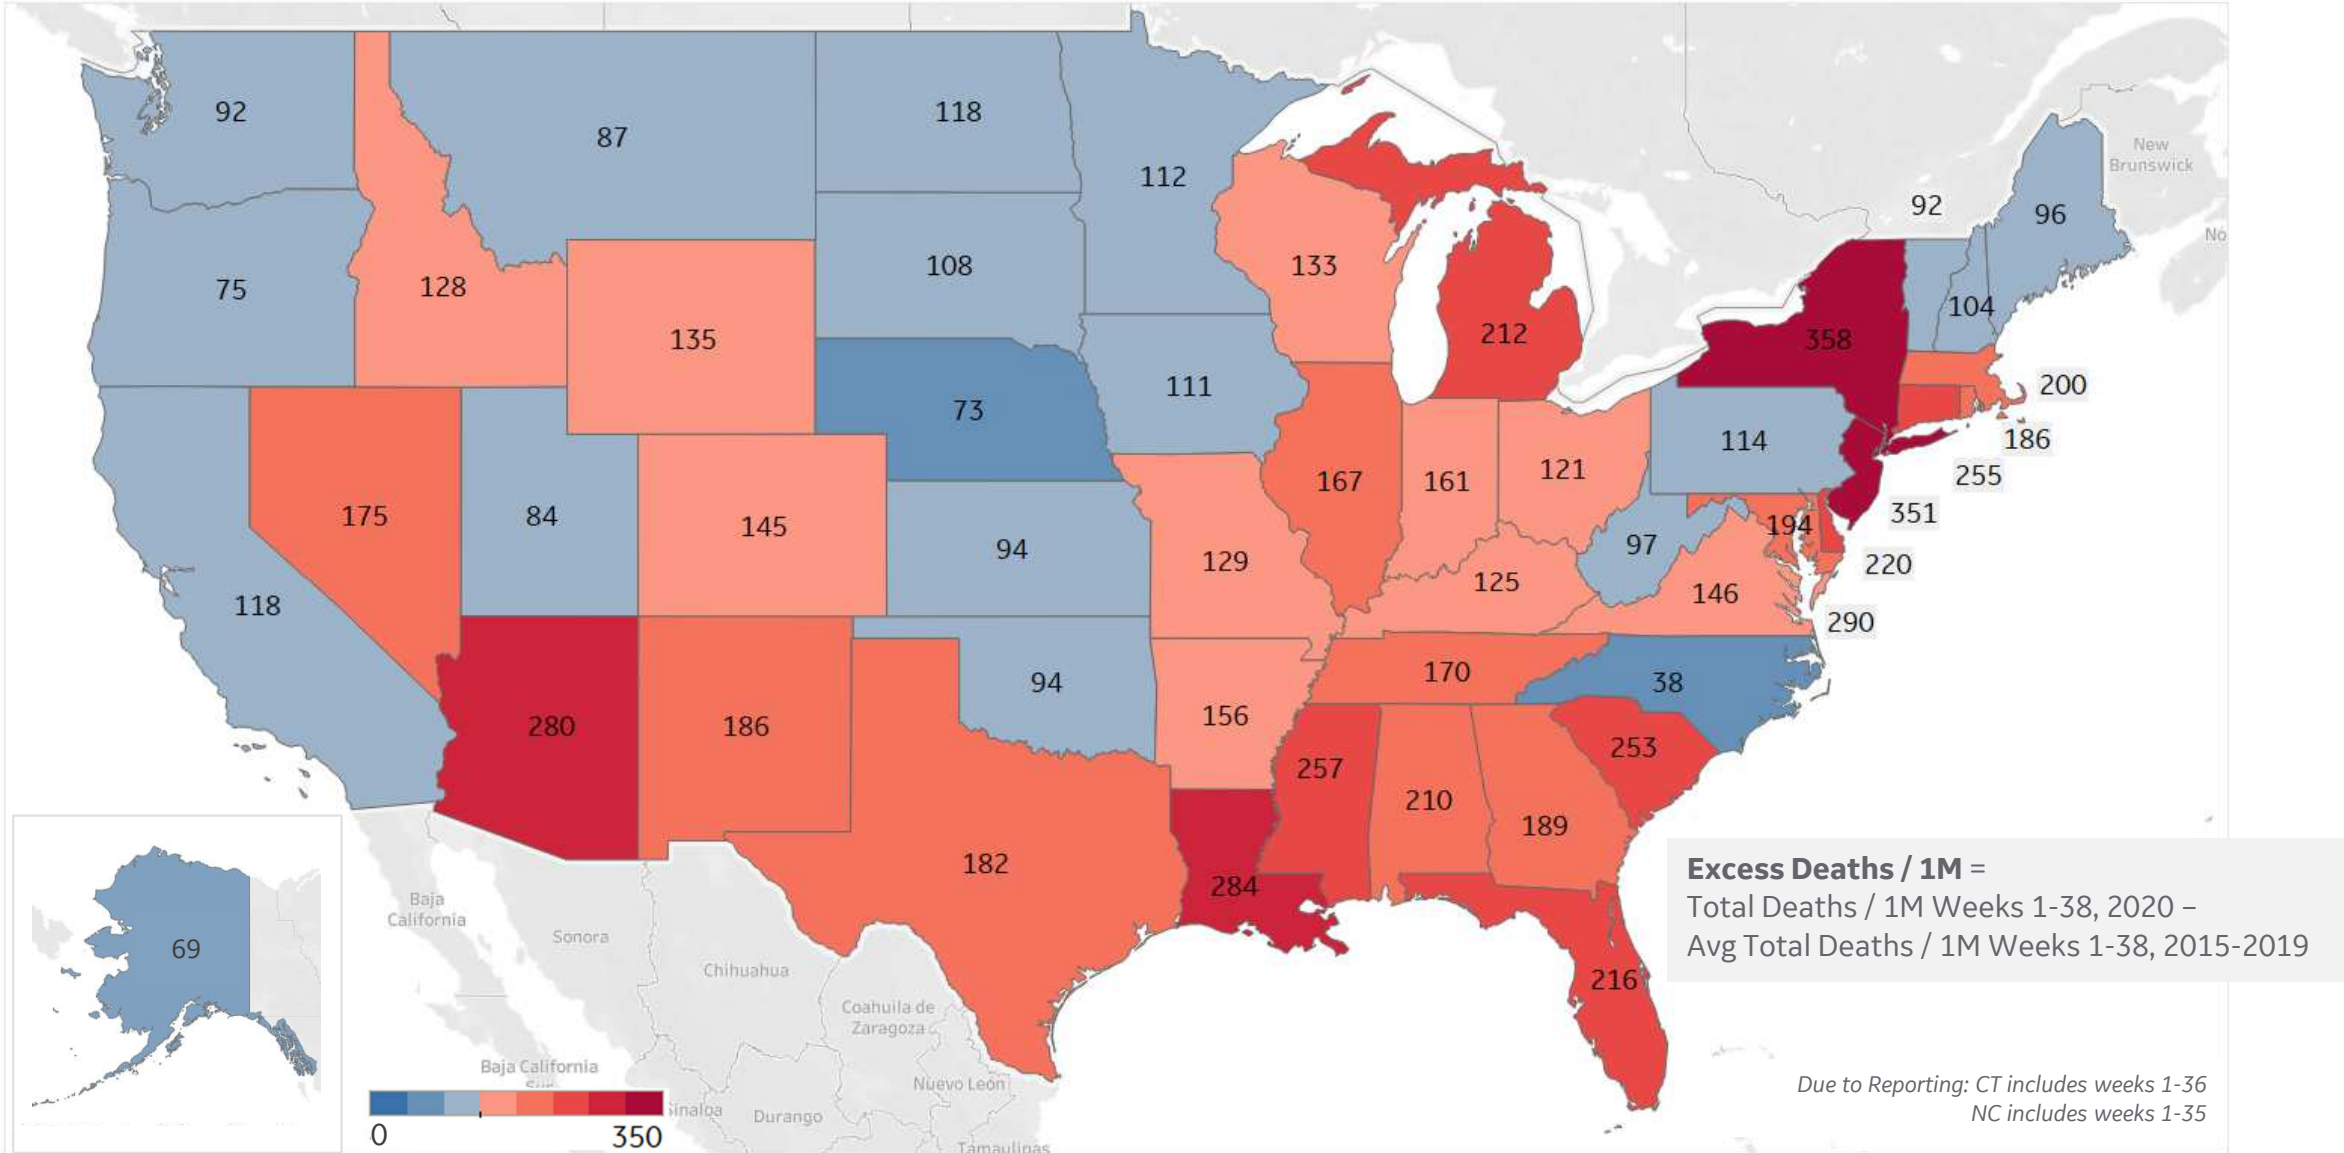 92
87
118
112
92
96
New
Brunswick
No
75
128
135
108
133
212
358
104
200
186
255
351
220
290
175
84
145
73
111
94
129
167
161
121
114
97
194
146
125
118
280
186
94
156
170
38
253
257
210
189
182
284
216
69
Baja
California
Sonora
Chihuahua
Coahuila de
Zaragoza
Baja California
Sur
Sinaloa
Durango
Nuevo León
Tamaulipas
0
350
Excess Deaths / 1M =
Total Deaths / 1M Weeks 1-38, 2020 –
Avg Total Deaths / 1M Weeks 1-38, 2015-2019
Due to Reporting: CT includes weeks 1-36
NC includes weeks 1-35